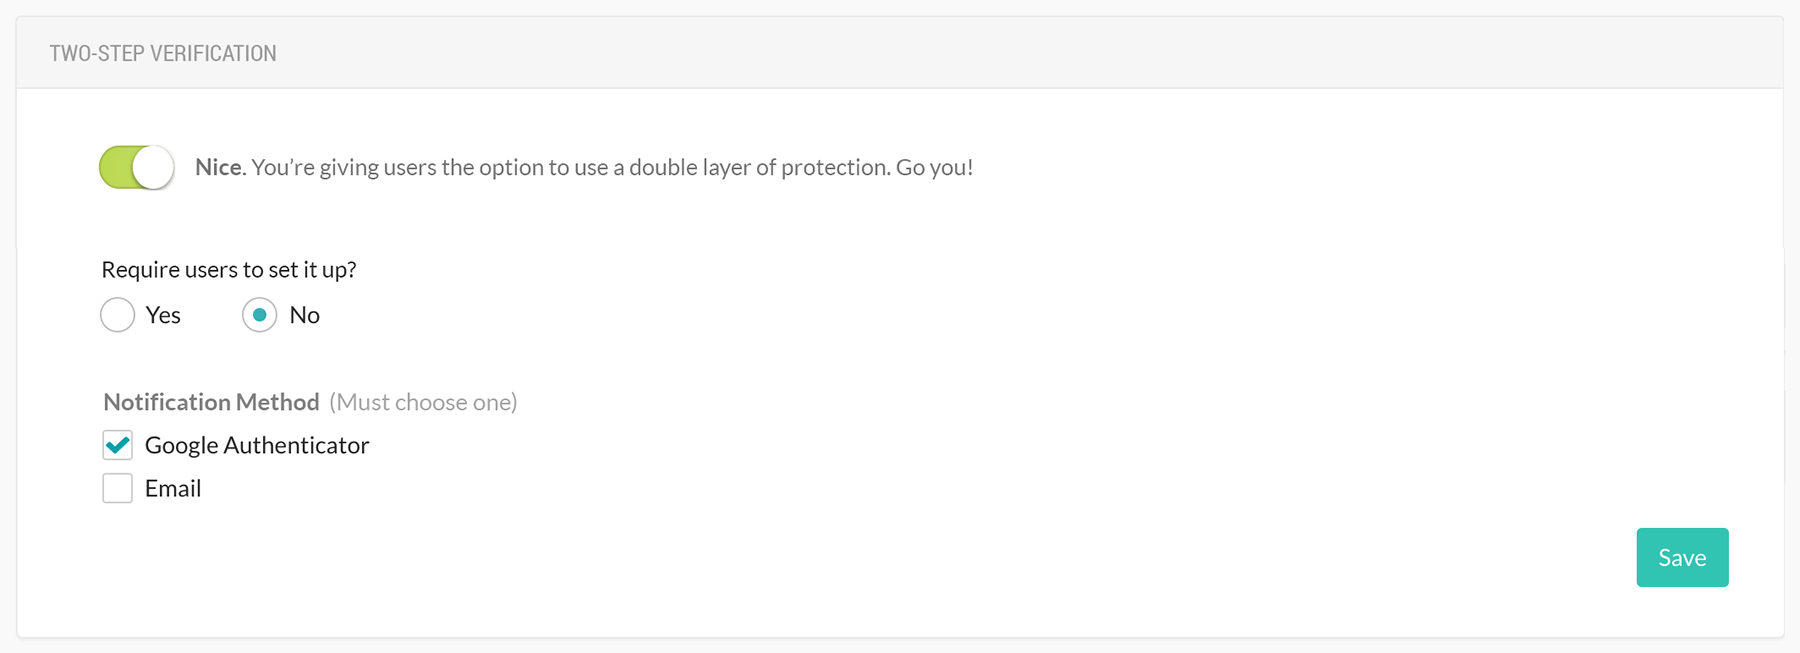 TWO-STEP VERIFICATION
Nice. You’re giving users the option to use a double layer of protection. Go you!
Require users to set it up?
Yes No
Notification Method (Must choose one)
Google Authenticator
Email
Save